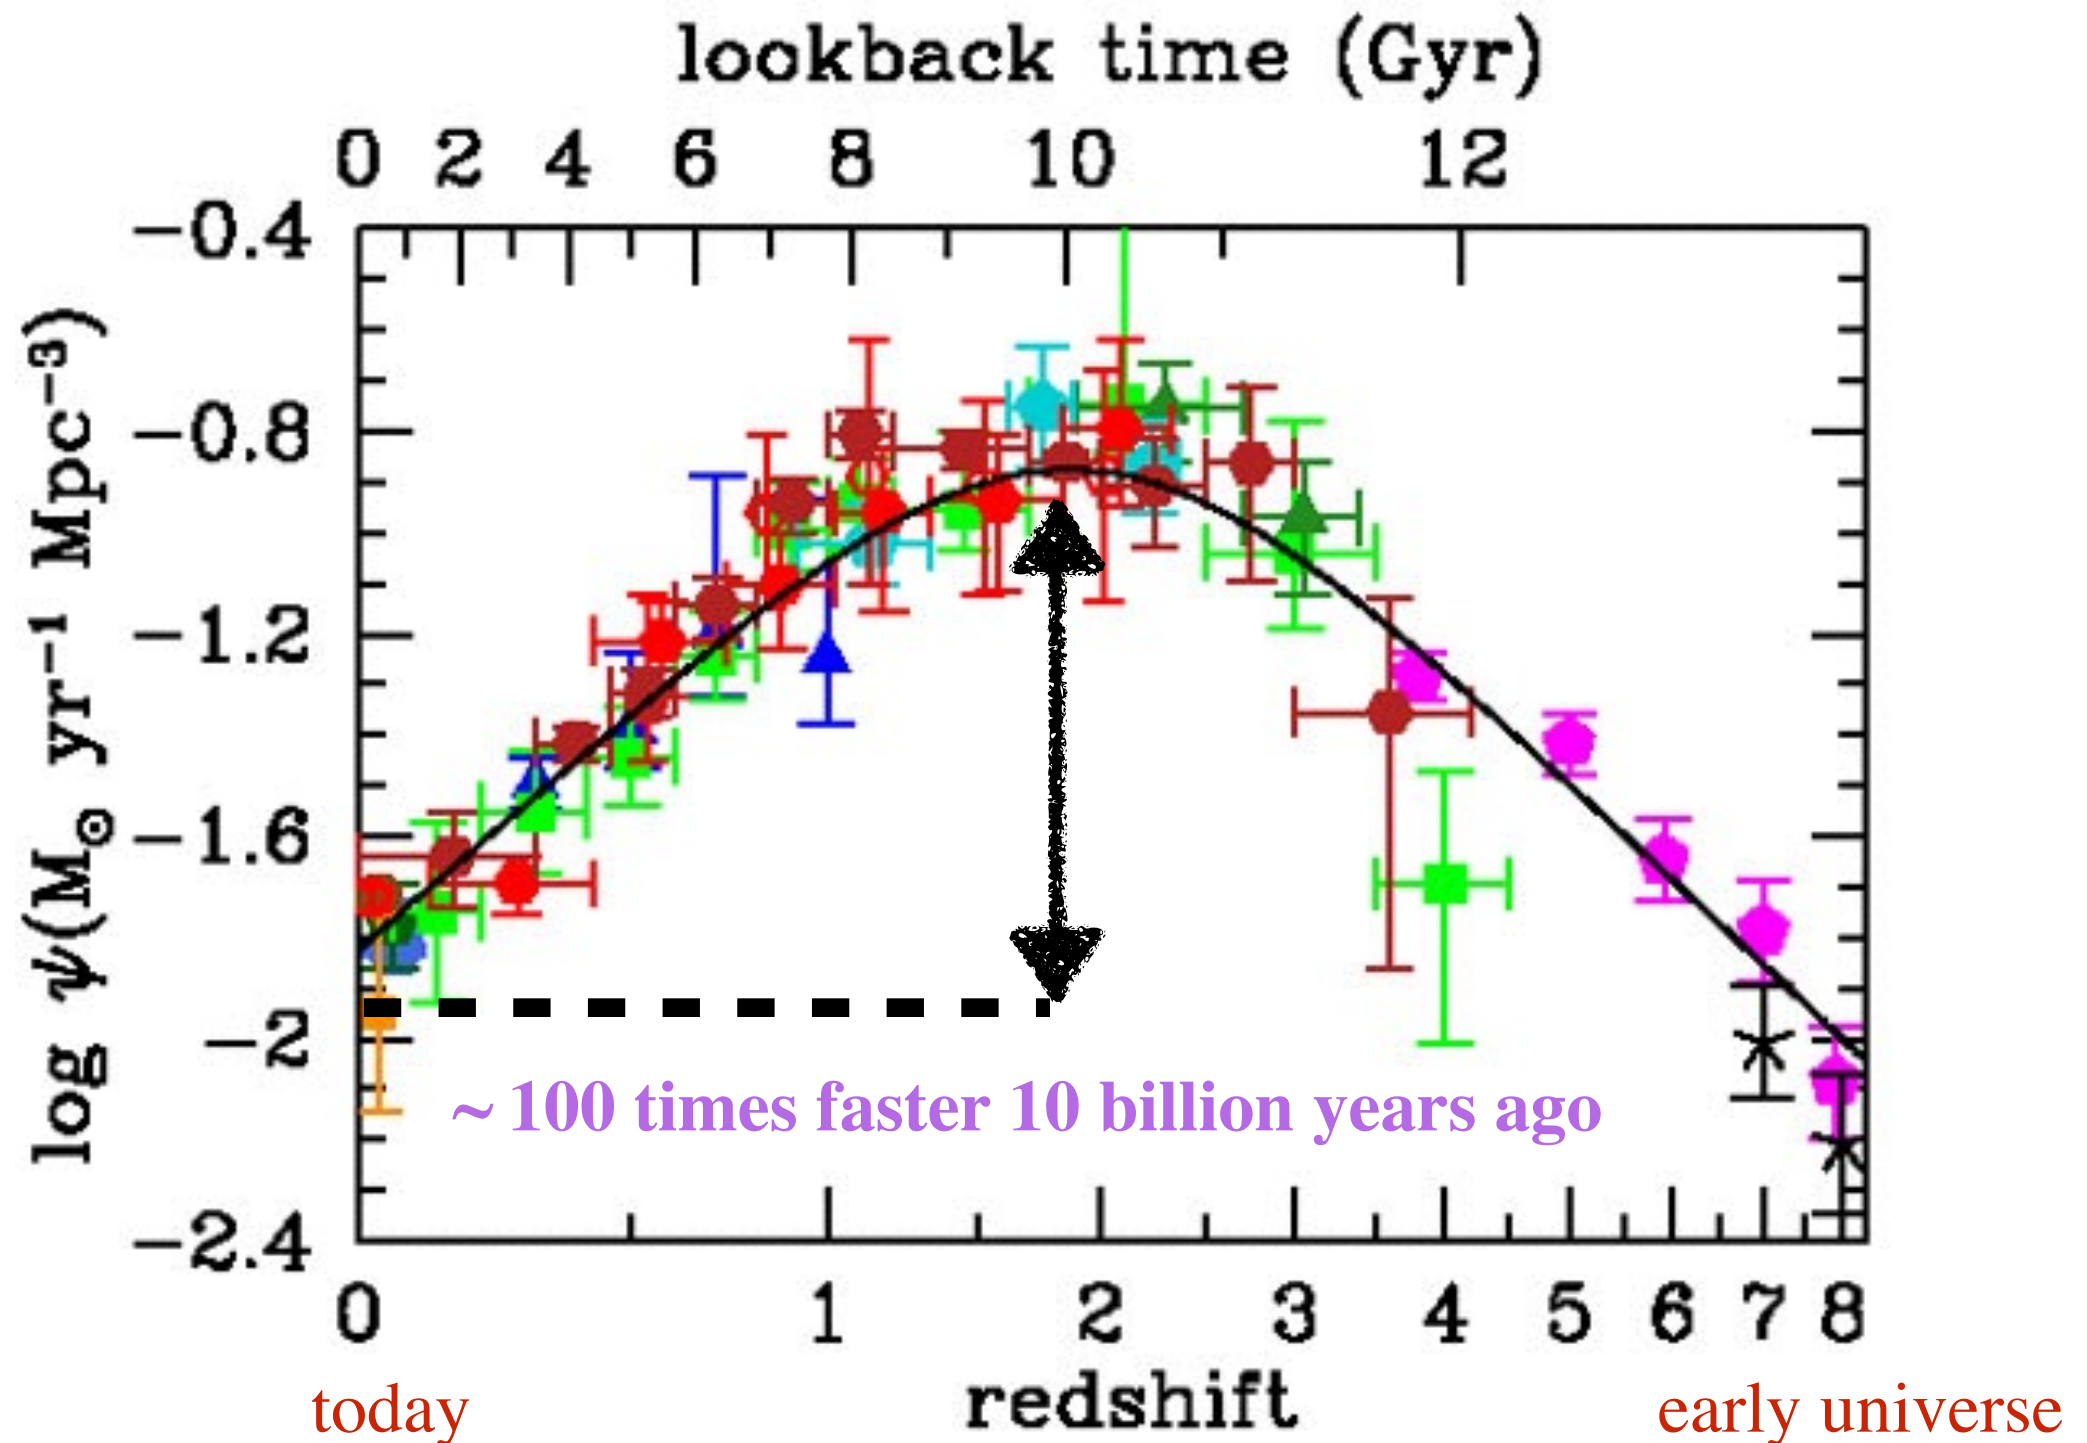 lookback time (Gyr)
0 2 4 6 8 10 12
−0.4
−0.8
−1.2
−1.6
−2
−2.4
log ψ(M⊙ yr⁻¹ Mpc⁻³)
~ 100 times faster 10 billion years ago
0 1 2 3 4 5 6 7 8
redshift
today
early universe